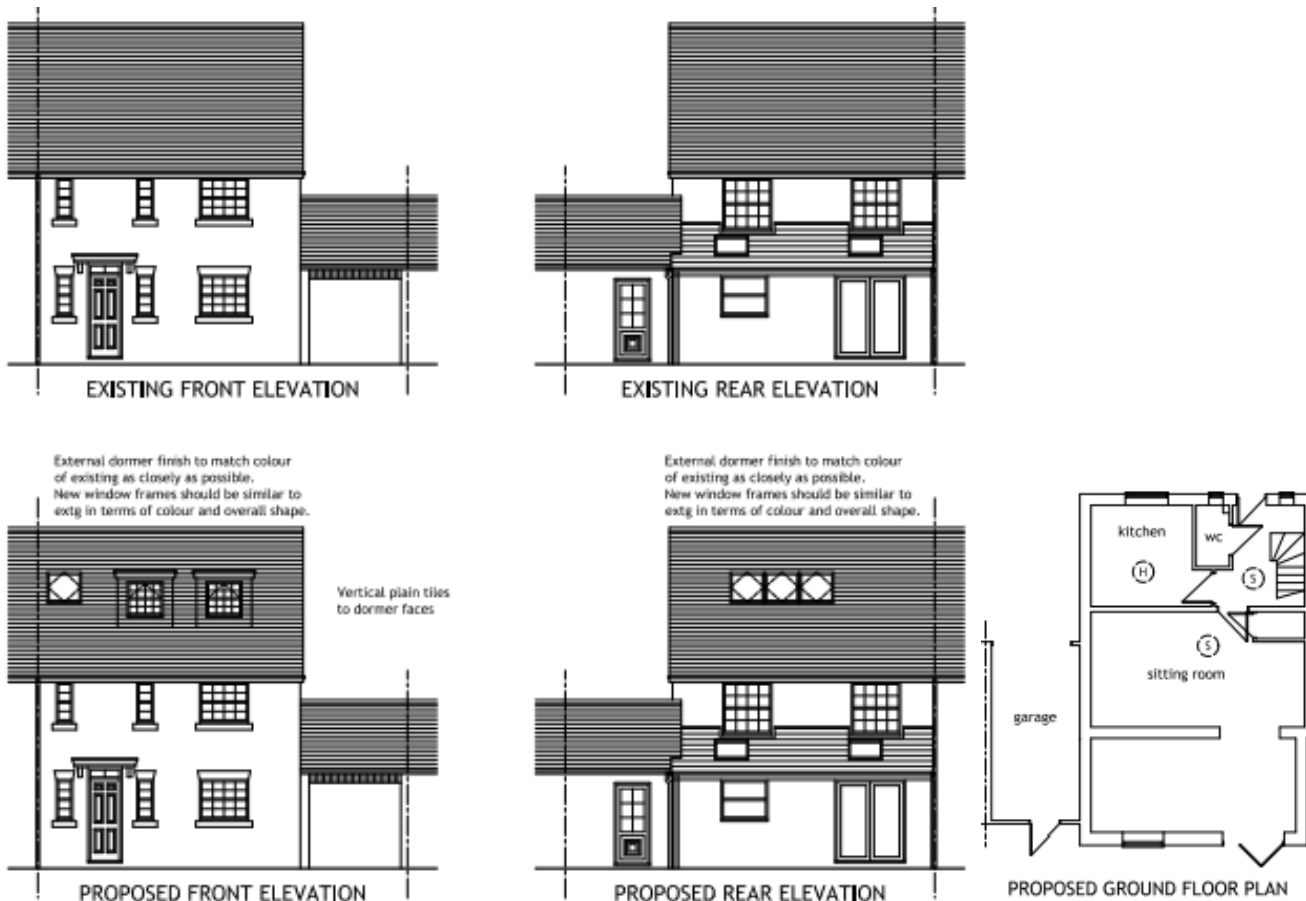 EXISTING FRONT ELEVATION
EXISTING REAR ELEVATION
External dormer finish to match colour
of existing as closely as possible.
New window frames should be similar to
extg in terms of colour and overall shape.
External dormer finish to match colour
of existing as closely as possible.
New window frames should be similar to
extg in terms of colour and overall shape.
Vertical plain tiles
to dormer faces
kitchen
wc
H
S
S
sitting room
garage
PROPOSED FRONT ELEVATION
PROPOSED REAR ELEVATION
PROPOSED GROUND FLOOR PLAN